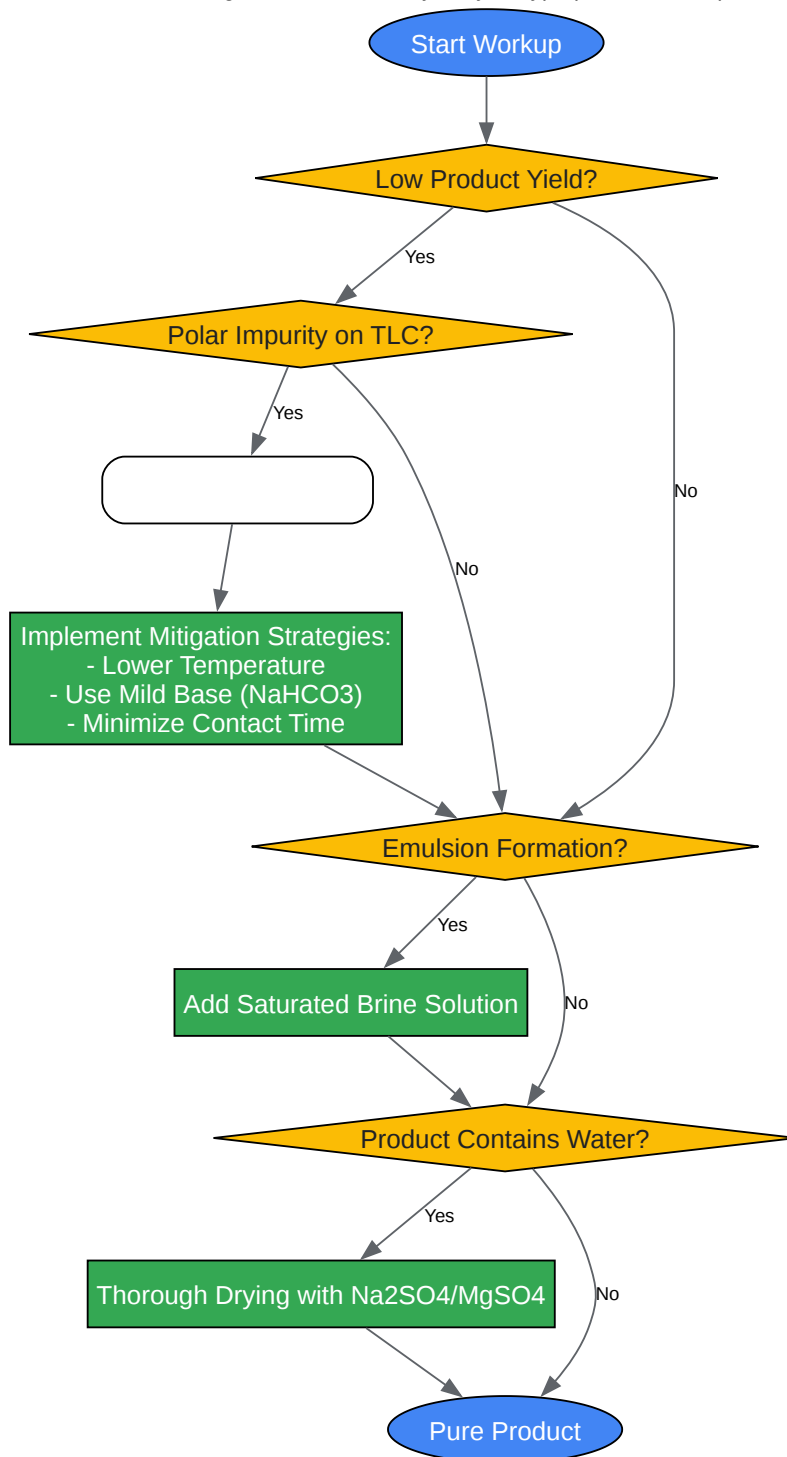 Start Workup
Low Product Yield?
Yes
No
Polar Impurity on TLC?
Yes
No
Implement Mitigation Strategies:
- Lower Temperature
- Use Mild Base (NaHCO3)
- Minimize Contact Time
Emulsion Formation?
Yes
No
Add Saturated Brine Solution
Product Contains Water?
Yes
No
Thorough Drying with Na2SO4/MgSO4
Pure Product